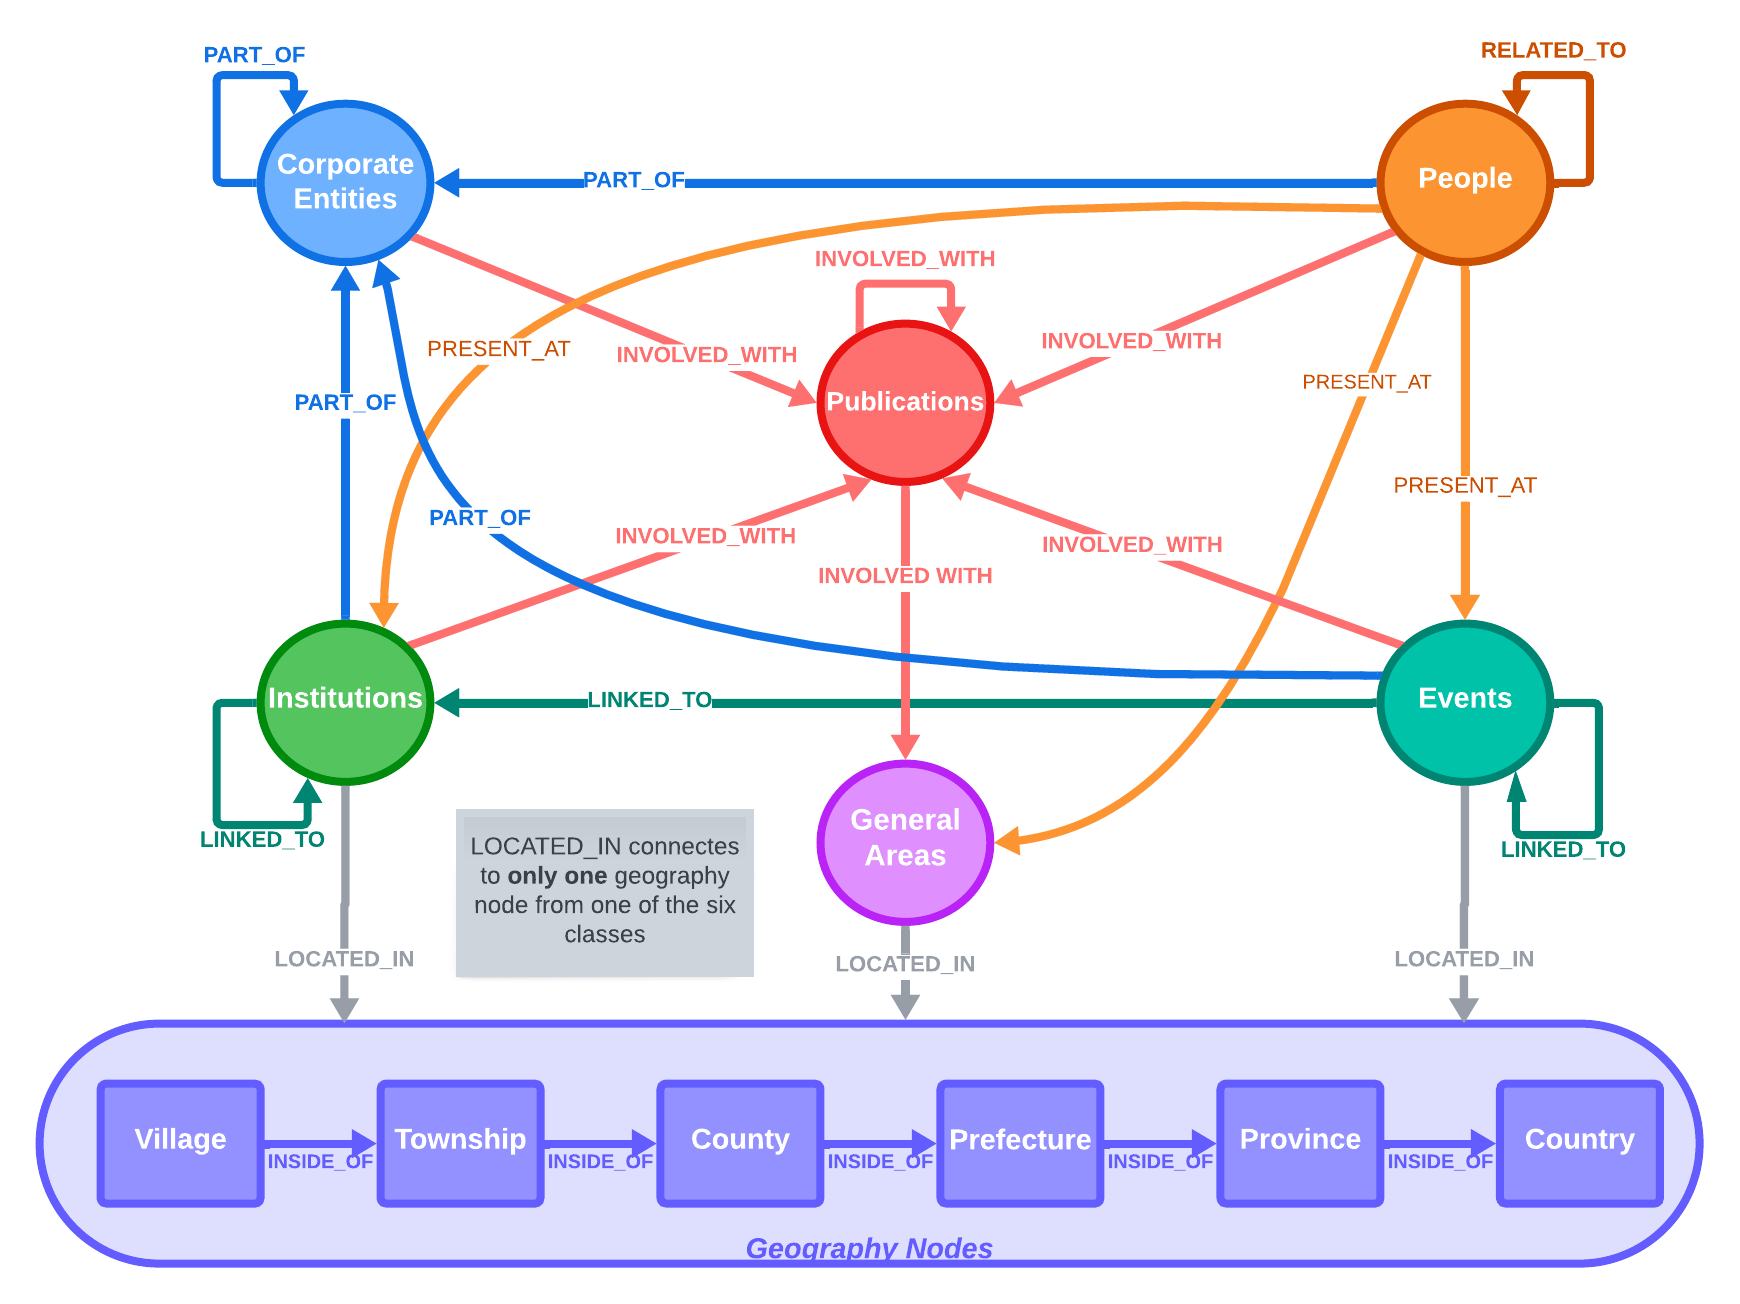 PART_OF
RELATED_TO
Corporate
Entities
PART_OF
People
INVOLVED_WITH
PRESENT_AT
INVOLVED_WITH
INVOLVED_WITH
PRESENT_AT
PART_OF
Publications
PRESENT_AT
PART_OF
INVOLVED_WITH
INVOLVED_WITH
INVOLVED WITH
Institutions
LINKED_TO
Events
LINKED_TO
General
Areas
LINKED_TO
LOCATED_IN connectes
to only one geography
node from one of the six
classes
LOCATED_IN
LOCATED_IN
LOCATED_IN
Village
INSIDE_OF
Township
INSIDE_OF
County
INSIDE_OF
Prefecture
INSIDE_OF
Province
INSIDE_OF
Country
Geography Nodes